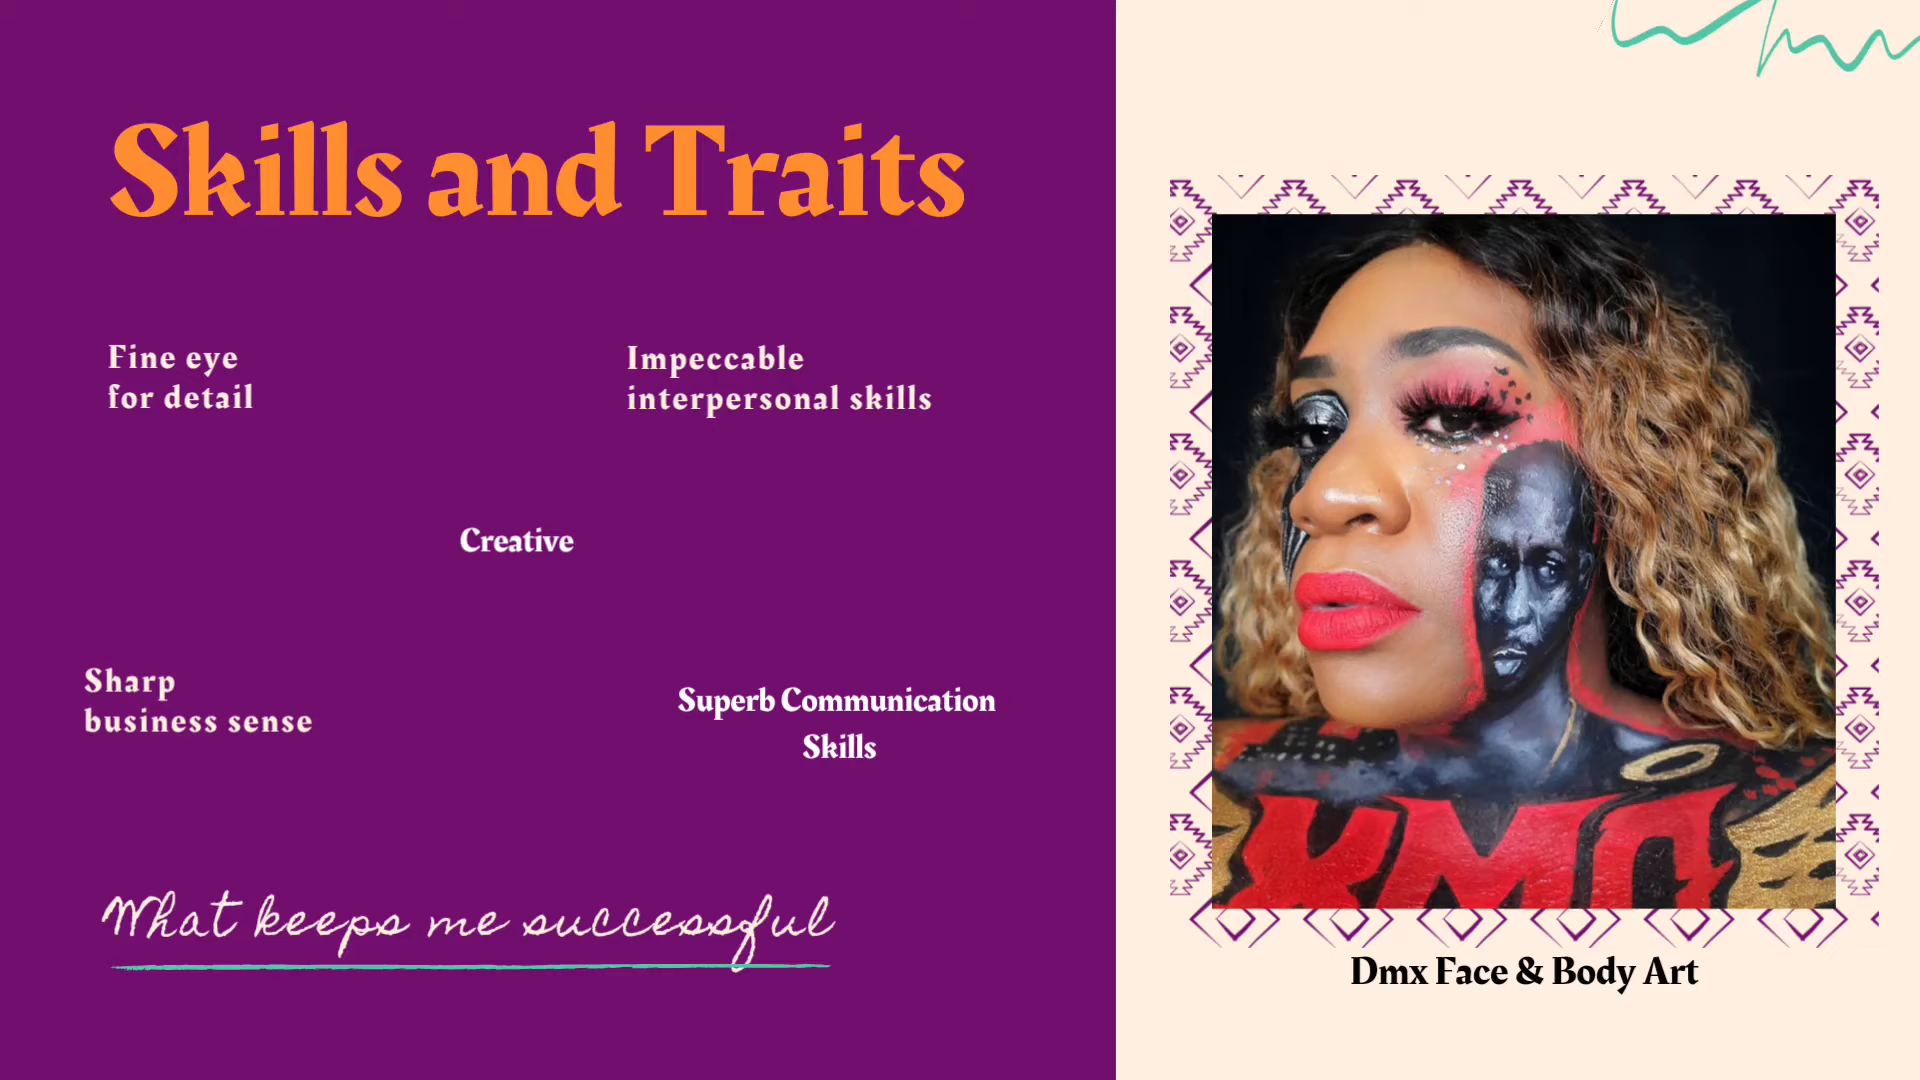 Skills and Traits
Fine eye
for detail
Impeccable
interpersonal skills
Creative
Sharp
business sense
Superb Communication
Skills
What keeps me successful
XMD
Dmx Face & Body Art